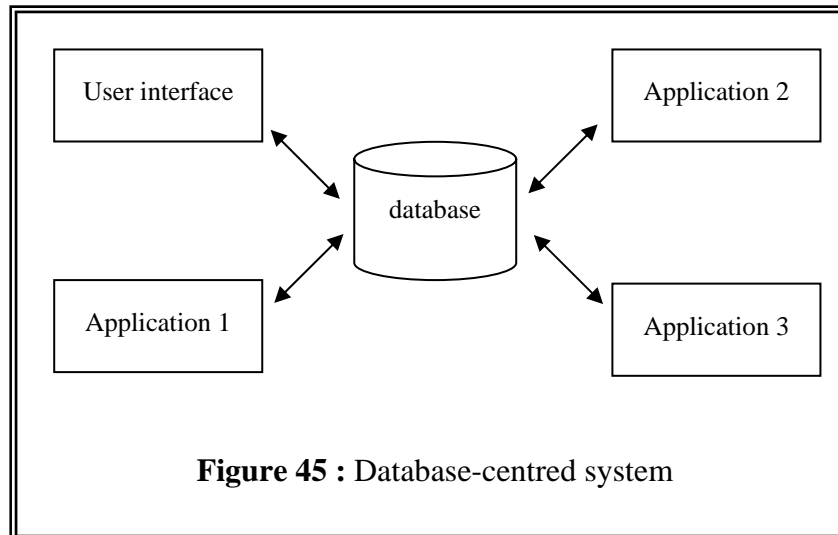 User interface
Application 2
database
Application 1
Application 3
Figure 45 : Database-centred system